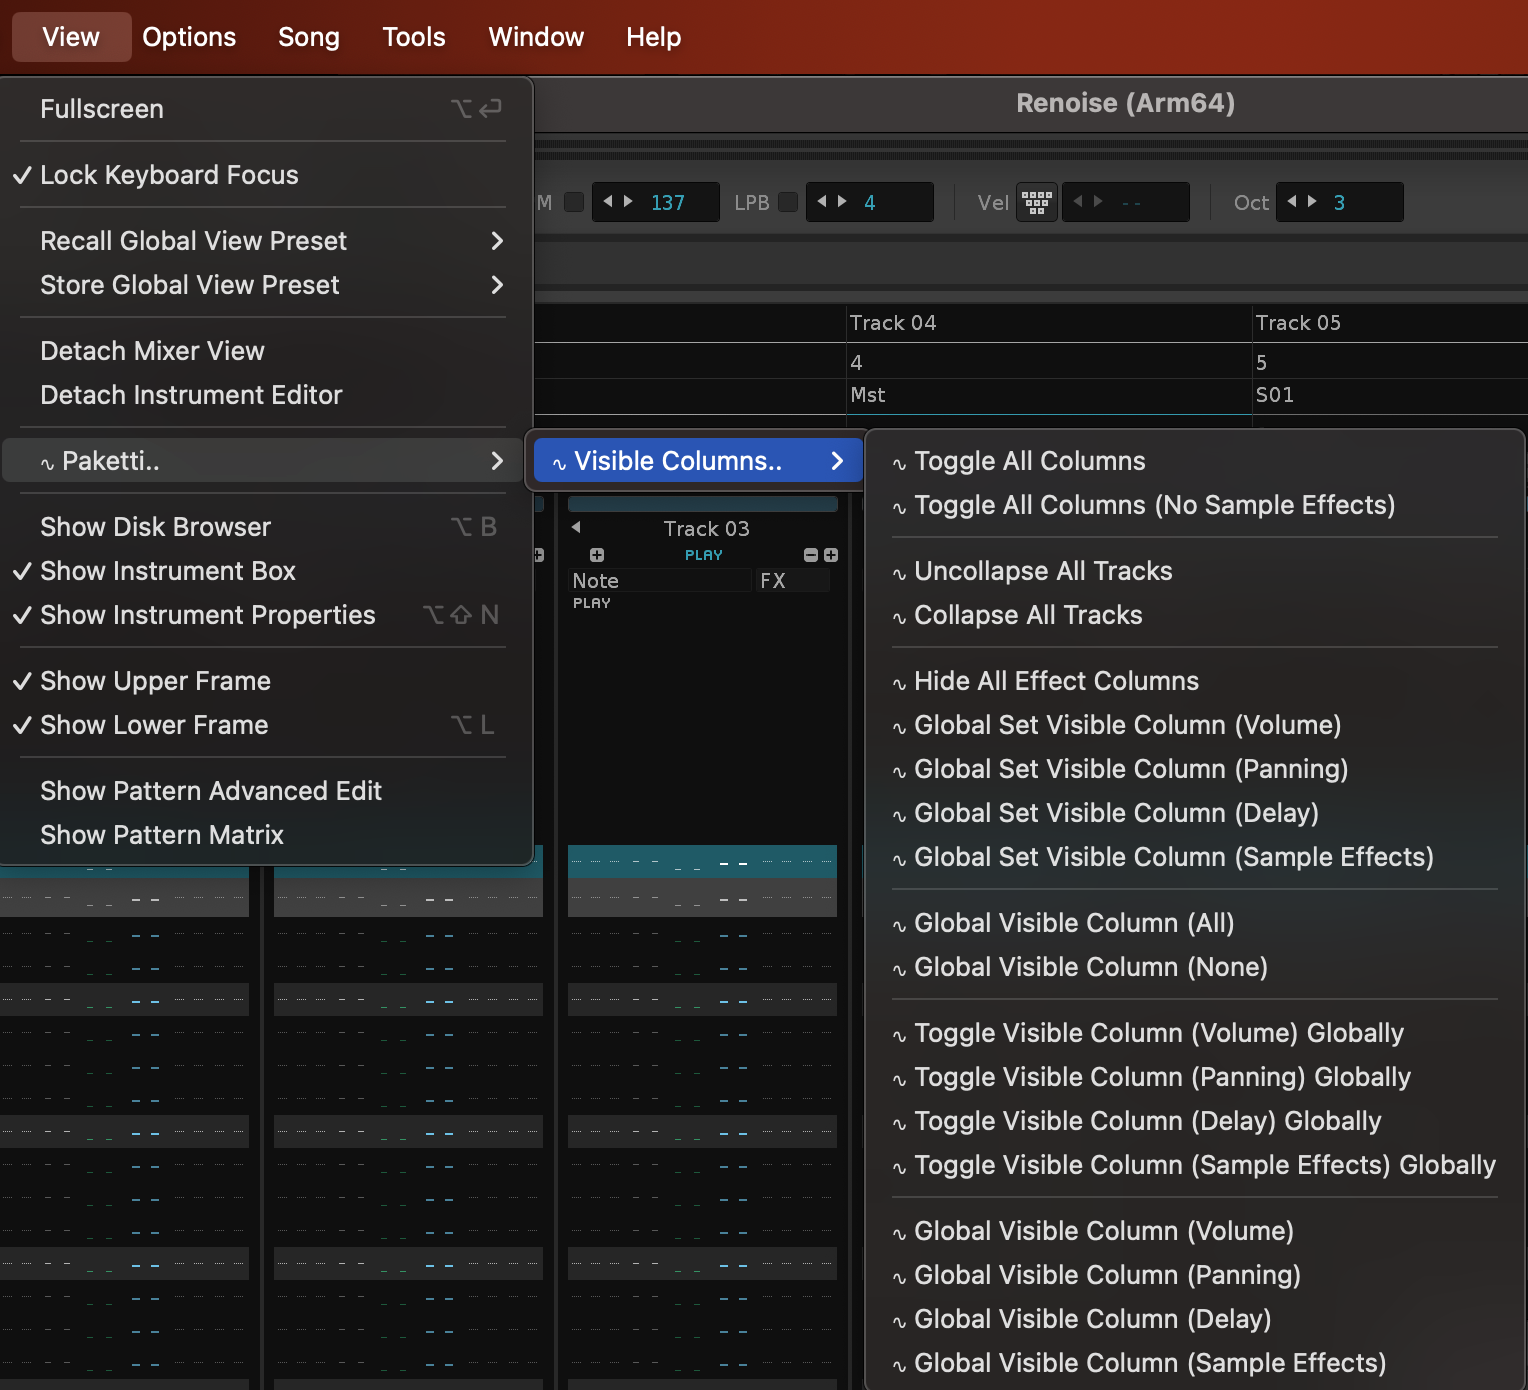 View Options Song Tools Window Help
Renoise (Arm64)
M 137 LPB 4 Vel -- Oct 3
Track 04 Track 05
4 5
Mst S01
Fullscreen ⌥↩
✓ Lock Keyboard Focus
Recall Global View Preset >
Store Global View Preset >
Detach Mixer View
Detach Instrument Editor
∿ Paketti.. >
Show Disk Browser ⌥ B
✓ Show Instrument Box
✓ Show Instrument Properties ⌥⇧ N
✓ Show Upper Frame
✓ Show Lower Frame ⌥ L
Show Pattern Advanced Edit
Show Pattern Matrix
∿ Visible Columns.. >
Track 03
PLAY
Note FX
PLAY
∿ Toggle All Columns
∿ Toggle All Columns (No Sample Effects)
∿ Uncollapse All Tracks
∿ Collapse All Tracks
∿ Hide All Effect Columns
∿ Global Set Visible Column (Volume)
∿ Global Set Visible Column (Panning)
∿ Global Set Visible Column (Delay)
∿ Global Set Visible Column (Sample Effects)
∿ Global Visible Column (All)
∿ Global Visible Column (None)
∿ Toggle Visible Column (Volume) Globally
∿ Toggle Visible Column (Panning) Globally
∿ Toggle Visible Column (Delay) Globally
∿ Toggle Visible Column (Sample Effects) Globally
∿ Global Visible Column (Volume)
∿ Global Visible Column (Panning)
∿ Global Visible Column (Delay)
∿ Global Visible Column (Sample Effects)